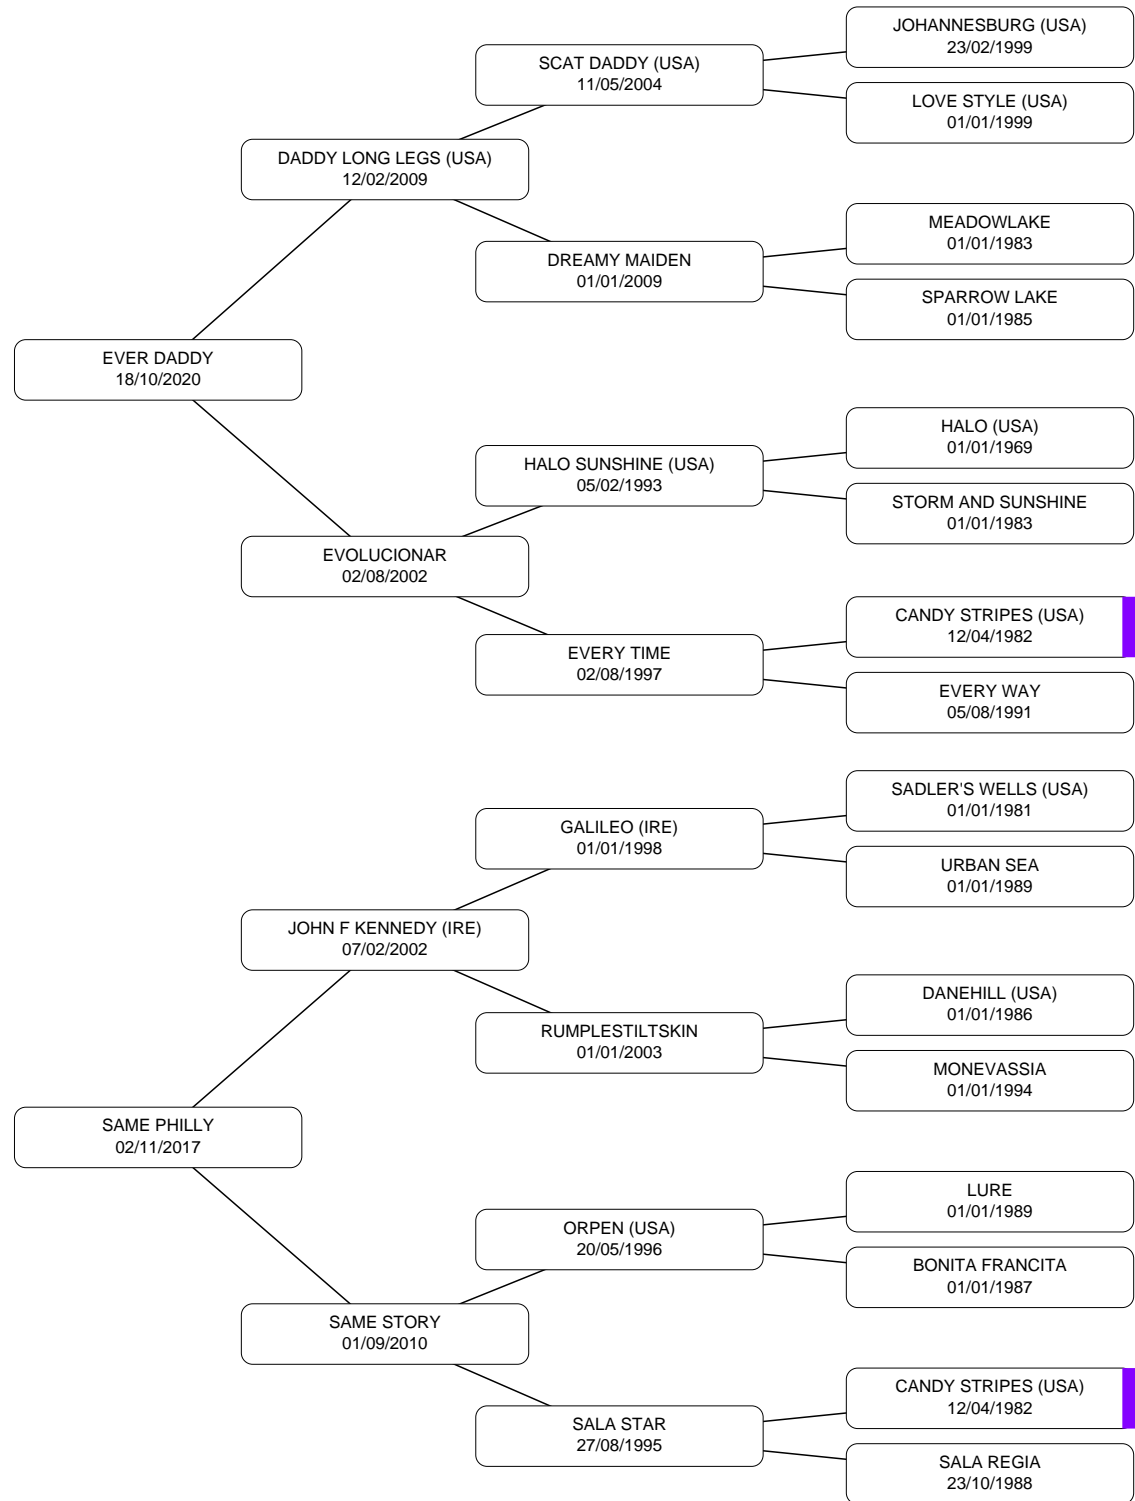 JOHANNESBURG (USA)
23/02/1999
SCAT DADDY (USA)
11/05/2004
LOVE STYLE (USA)
01/01/1999
DADDY LONG LEGS (USA)
12/02/2009
MEADOWLAKE
01/01/1983
DREAMY MAIDEN
01/01/2009
SPARROW LAKE
01/01/1985
EVER DADDY
18/10/2020
HALO (USA)
01/01/1969
HALO SUNSHINE (USA)
05/02/1993
STORM AND SUNSHINE
01/01/1983
EVOLUCIONAR
02/08/2002
CANDY STRIPES (USA)
12/04/1982
EVERY TIME
02/08/1997
EVERY WAY
05/08/1991
SADLER'S WELLS (USA)
01/01/1981
GALILEO (IRE)
01/01/1998
URBAN SEA
01/01/1989
JOHN F KENNEDY (IRE)
07/02/2002
DANEHILL (USA)
01/01/1986
RUMPLESTILTSKIN
01/01/2003
MONEVASSIA
01/01/1994
SAME PHILLY
02/11/2017
LURE
01/01/1989
ORPEN (USA)
20/05/1996
BONITA FRANCITA
01/01/1987
SAME STORY
01/09/2010
CANDY STRIPES (USA)
12/04/1982
SALA STAR
27/08/1995
SALA REGIA
23/10/1988